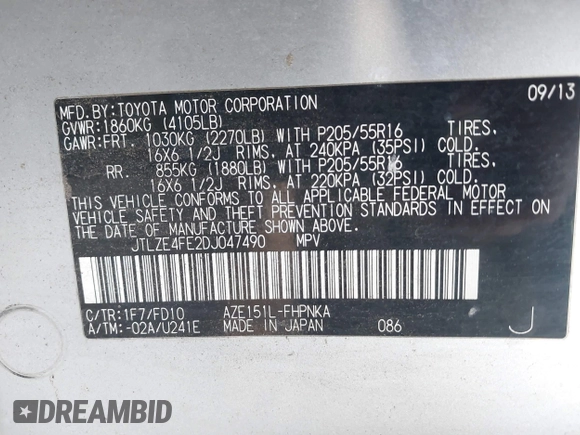 MFD. BY: TOYOTA MOTOR CORPORATION 09/13
GVWR: 1860KG (4105LB)
GAWR: FRT. 1030KG (2270LB) WITH P205/55R16 TIRES,
16X6 1/2J RIMS, AT 240KPA (35PSI) COLD.
RR. 855KG (1880LB) WITH P205/55R16 TIRES,
16X6 1/2J RIMS, AT 220KPA (32PSI) COLD.
THIS VEHICLE CONFORMS TO ALL APPLICABLE FEDERAL MOTOR
VEHICLE SAFETY AND THEFT PREVENTION STANDARDS IN EFFECT ON
THE DATE OF MANUFACTURE SHOWN ABOVE.
JTLZE4FE2DJ047490 MPV
C/TR: 1F7/FD10 AZE151L-FHPNKA
A/TM: -02A/U241E MADE IN JAPAN 086 J
DREAMBID